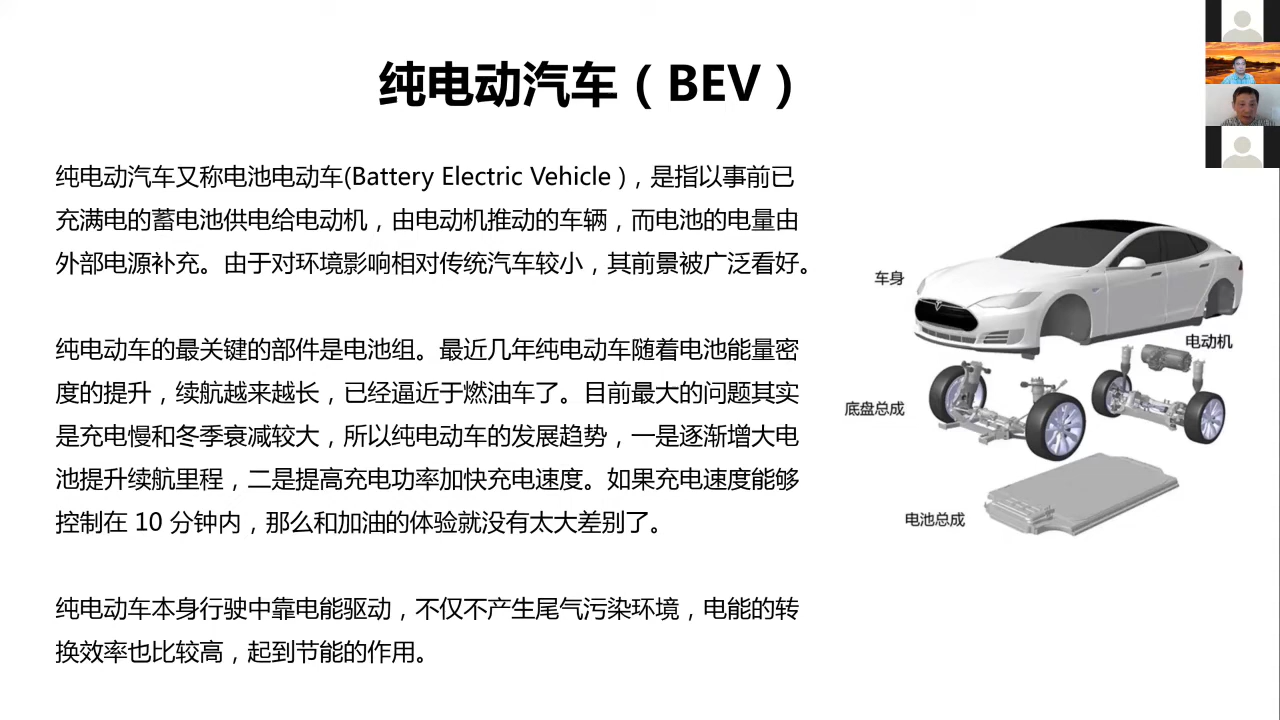 纯电动汽车（BEV）
纯电动汽车又称电池电动车(Battery Electric Vehicle )，是指以事前已
充满电的蓄电池供电给电动机，由电动机推动的车辆，而电池的电量由
外部电源补充。由于对环境影响相对传统汽车较小，其前景被广泛看好。
纯电动车的最关键的部件是电池组。最近几年纯电动车随着电池能量密
度的提升，续航越来越长，已经逼近于燃油车了。目前最大的问题其实
是充电慢和冬季衰减较大，所以纯电动车的发展趋势，一是逐渐增大电
池提升续航里程，二是提高充电功率加快充电速度。如果充电速度能够
控制在 10 分钟内，那么和加油的体验就没有太大差别了。
纯电动车本身行驶中靠电能驱动，不仅不产生尾气污染环境，电能的转
换效率也比较高，起到节能的作用。
车身
电动机
底盘总成
电池总成